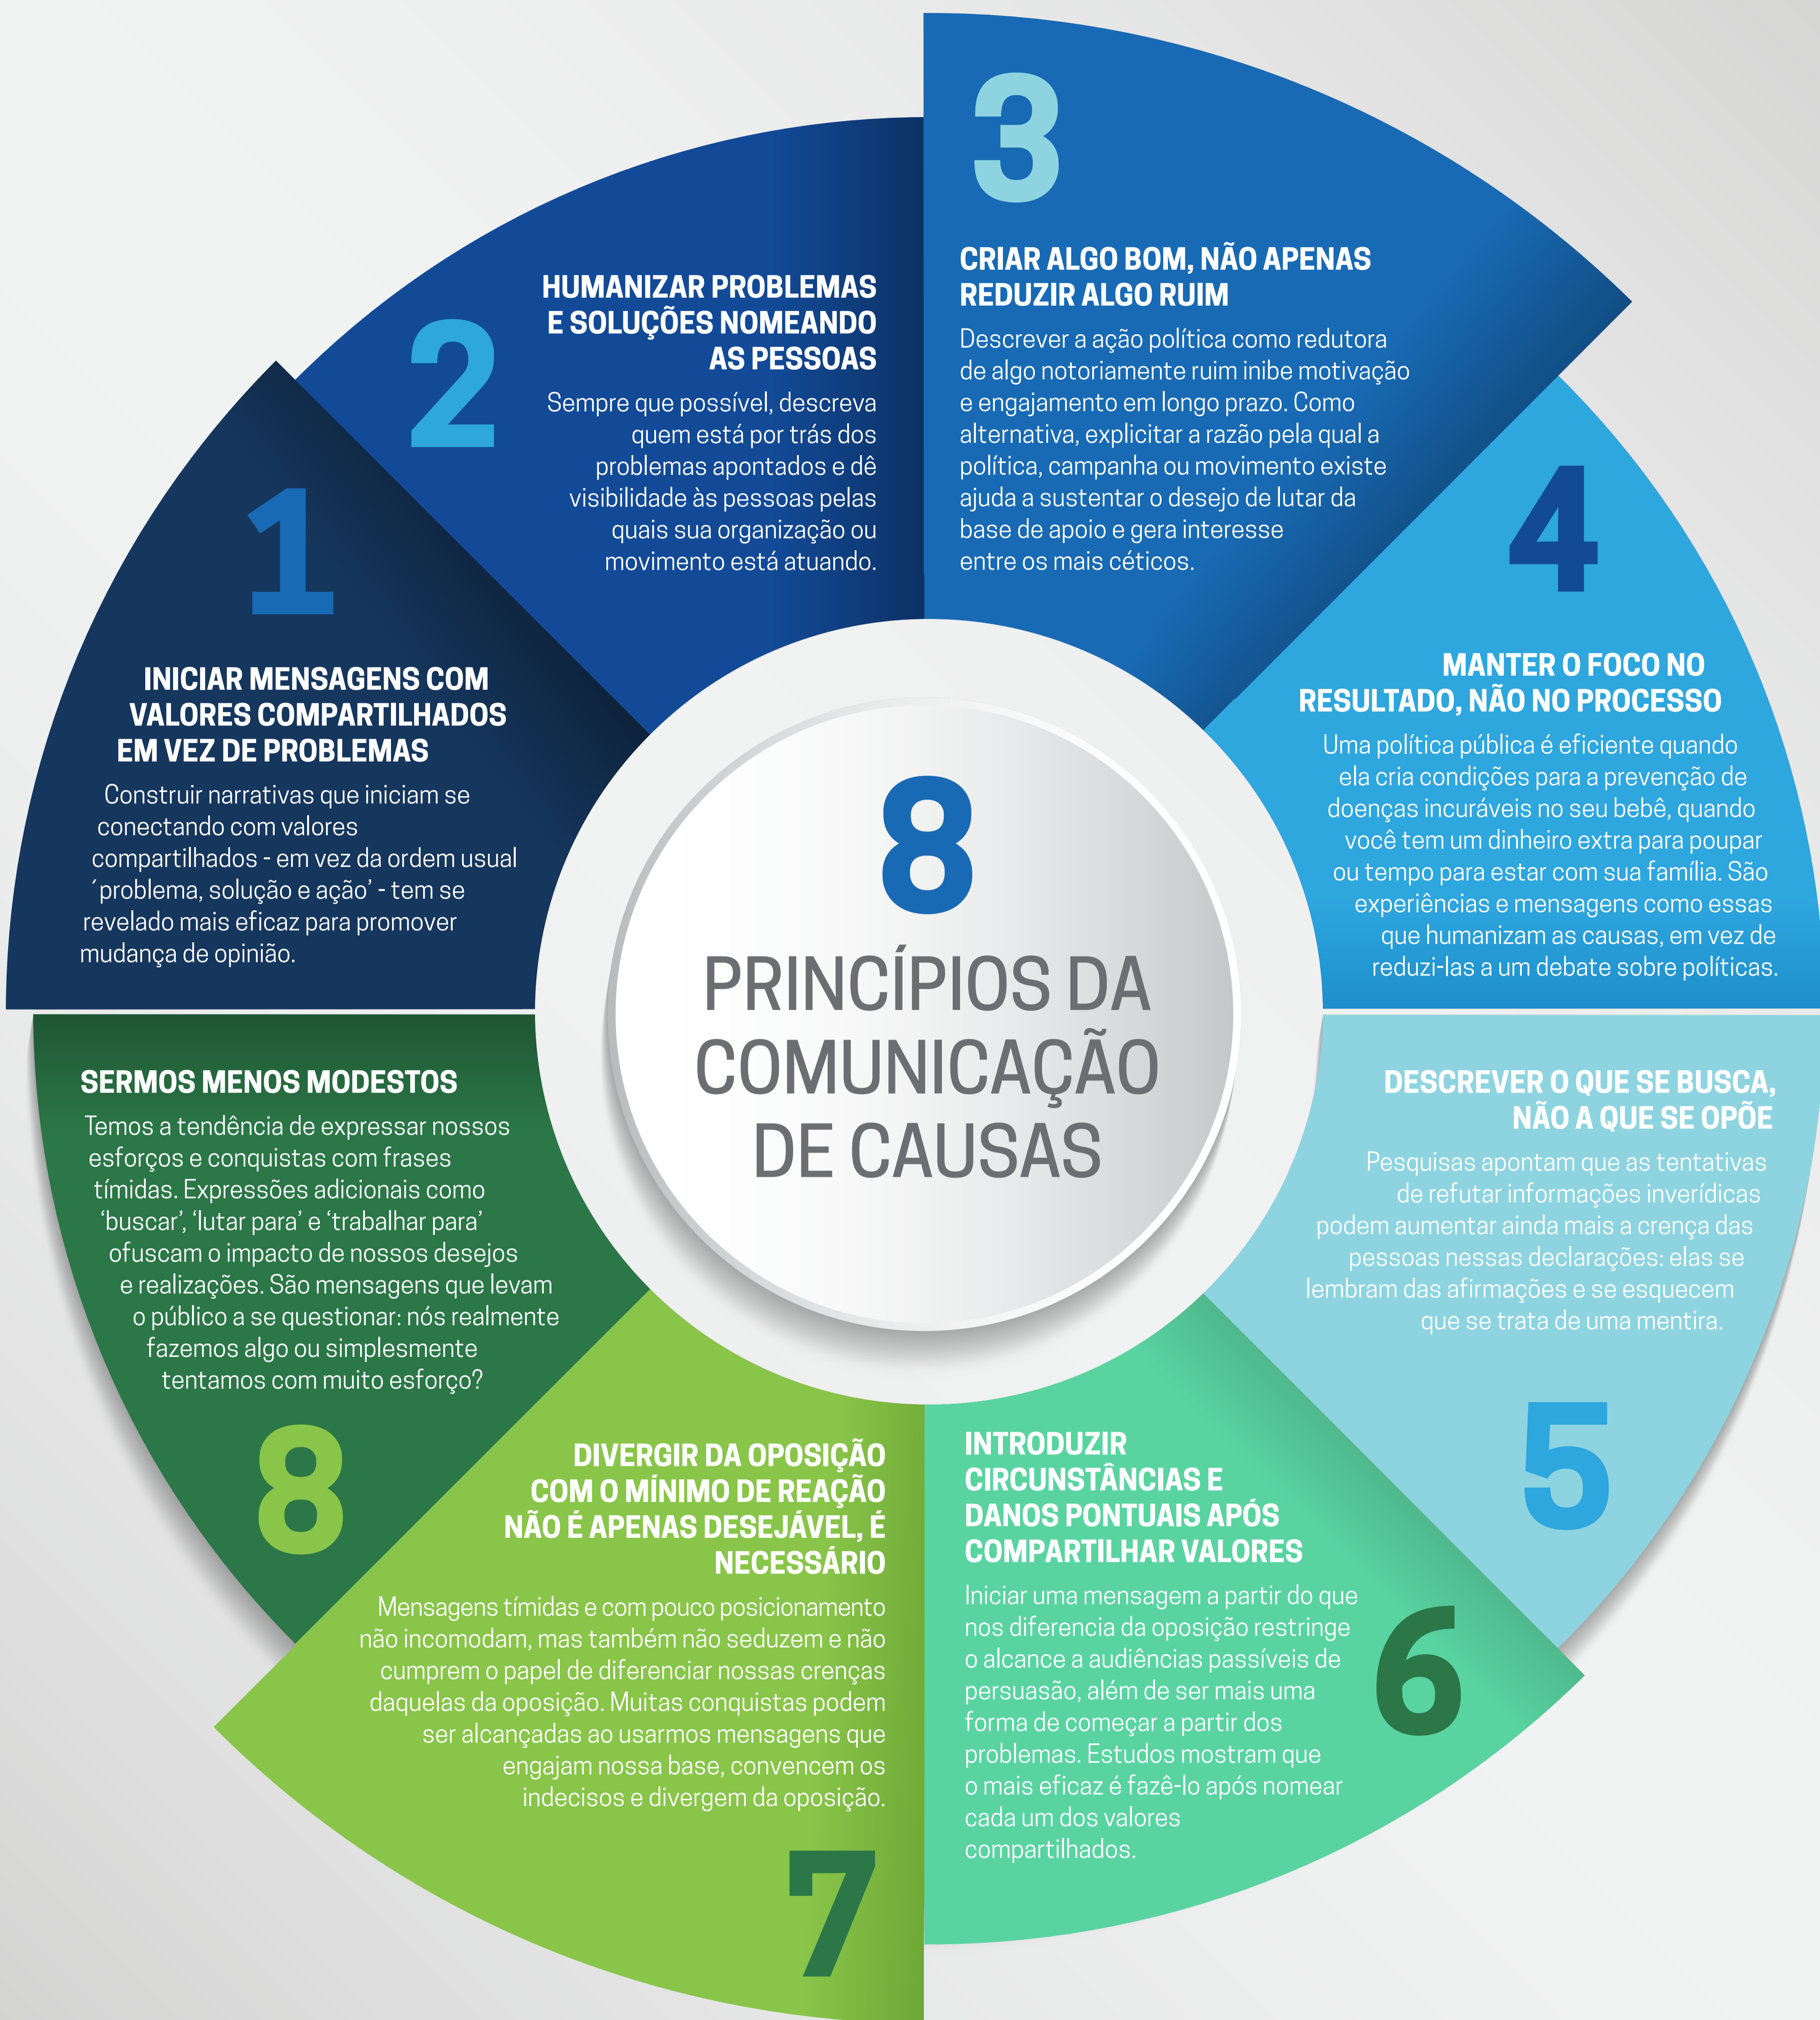 8
PRINCÍPIOS DA
COMUNICAÇÃO
DE CAUSAS
1
INICIAR MENSAGENS COM
VALORES COMPARTILHADOS
EM VEZ DE PROBLEMAS
Construir narrativas que iniciam se
conectando com valores
compartilhados - em vez da ordem usual
´problema, solução e ação’ - tem se
revelado mais eficaz para promover
mudança de opinião.
2
HUMANIZAR PROBLEMAS
E SOLUÇÕES NOMEANDO
AS PESSOAS
Sempre que possível, descreva
quem está por trás dos
problemas apontados e dê
visibilidade às pessoas pelas
quais sua organização ou
movimento está atuando.
3
CRIAR ALGO BOM, NÃO APENAS
REDUZIR ALGO RUIM
Descrever a ação política como redutora
de algo notoriamente ruim inibe motivação
e engajamento em longo prazo. Como
alternativa, explicitar a razão pela qual a
política, campanha ou movimento existe
ajuda a sustentar o desejo de lutar da
base de apoio e gera interesse
entre os mais céticos.
4
MANTER O FOCO NO
RESULTADO, NÃO NO PROCESSO
Uma política pública é eficiente quando
ela cria condições para a prevenção de
doenças incuráveis no seu bebê, quando
você tem um dinheiro extra para poupar
ou tempo para estar com sua família. São
experiências e mensagens como essas
que humanizam as causas, em vez de
reduzi-las a um debate sobre políticas.
DESCREVER O QUE SE BUSCA,
NÃO A QUE SE OPÕE
Pesquisas apontam que as tentativas
de refutar informações inverídicas
podem aumentar ainda mais a crença das
pessoas nessas declarações: elas se
lembram das afirmações e se esquecem
que se trata de uma mentira.
5
INTRODUZIR
CIRCUNSTÂNCIAS E
DANOS PONTUAIS APÓS
COMPARTILHAR VALORES
Iniciar uma mensagem a partir do que
nos diferencia da oposição restringe
o alcance a audiências passíveis de
persuasão, além de ser mais uma
forma de começar a partir dos
problemas. Estudos mostram que
o mais eficaz é fazê-lo após nomear
cada um dos valores
compartilhados.
6
DIVERGIR DA OPOSIÇÃO
COM O MÍNIMO DE REAÇÃO
NÃO É APENAS DESEJÁVEL, É
NECESSÁRIO
Mensagens tímidas e com pouco posicionamento
não incomodam, mas também não seduzem e não
cumprem o papel de diferenciar nossas crenças
daquelas da oposição. Muitas conquistas podem
ser alcançadas ao usarmos mensagens que
engajam nossa base, convencem os
indecisos e divergem da oposição.
7
SERMOS MENOS MODESTOS
Temos a tendência de expressar nossos
esforços e conquistas com frases
tímidas. Expressões adicionais como
‘buscar’, ‘lutar para’ e ‘trabalhar para’
ofuscam o impacto de nossos desejos
e realizações. São mensagens que levam
o público a se questionar: nós realmente
fazemos algo ou simplesmente
tentamos com muito esforço?
8